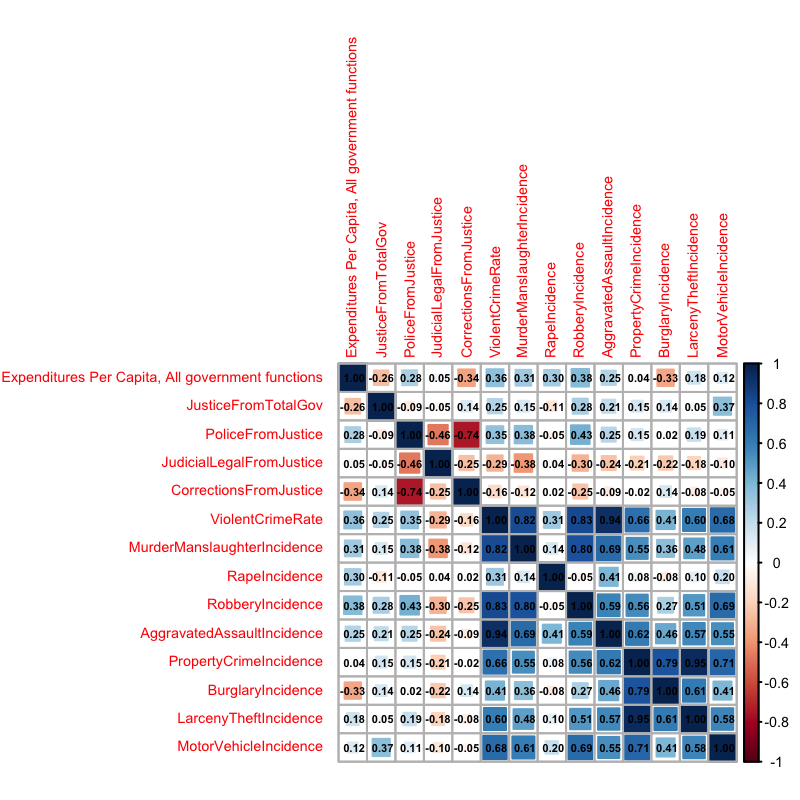 Expenditures Per Capita, All government functions
JusticeFromTotalGov
PoliceFromJustice
JudicialLegalFromJustice
CorrectionsFromJustice
ViolentCrimeRate
MurderManslaughterIncidence
RapeIncidence
RobberyIncidence
AggravatedAssaultIncidence
PropertyCrimeIncidence
BurglaryIncidence
LarcenyTheftIncidence
MotorVehicleIncidence
Expenditures Per Capita, All government functions 1.00 -0.26 0.28 0.05 -0.34 0.36 0.31 0.30 0.38 0.25 0.04 -0.33 0.18 0.12
JusticeFromTotalGov -0.26 1.00 -0.09 -0.05 0.14 0.25 0.15 -0.11 0.28 0.21 0.15 0.14 0.05 0.37
PoliceFromJustice 0.28 -0.09 1.00 -0.46 -0.74 0.35 0.38 -0.05 0.43 0.25 0.15 0.02 0.19 0.11
JudicialLegalFromJustice 0.05 -0.05 -0.46 1.00 -0.25 -0.29 -0.38 0.04 -0.30 -0.24 -0.21 -0.22 -0.18 -0.10
CorrectionsFromJustice -0.34 0.14 -0.74 -0.25 1.00 -0.16 -0.12 0.02 -0.25 -0.09 -0.02 0.14 -0.08 -0.05
ViolentCrimeRate 0.36 0.25 0.35 -0.29 -0.16 1.00 0.82 0.31 0.83 0.94 0.66 0.41 0.60 0.68
MurderManslaughterIncidence 0.31 0.15 0.38 -0.38 -0.12 0.82 1.00 0.14 0.80 0.69 0.55 0.36 0.48 0.61
RapeIncidence 0.30 -0.11 -0.05 0.04 0.02 0.31 0.14 1.00 -0.05 0.41 0.08 -0.08 0.10 0.20
RobberyIncidence 0.38 0.28 0.43 -0.30 -0.25 0.83 0.80 -0.05 1.00 0.59 0.56 0.27 0.51 0.69
AggravatedAssaultIncidence 0.25 0.21 0.25 -0.24 -0.09 0.94 0.69 0.41 0.59 1.00 0.62 0.46 0.57 0.55
PropertyCrimeIncidence 0.04 0.15 0.15 -0.21 -0.02 0.66 0.55 0.08 0.56 0.62 1.00 0.79 0.95 0.71
BurglaryIncidence -0.33 0.14 0.02 -0.22 0.14 0.41 0.36 -0.08 0.27 0.46 0.79 1.00 0.61 0.41
LarcenyTheftIncidence 0.18 0.05 0.19 -0.18 -0.08 0.60 0.48 0.10 0.51 0.57 0.95 0.61 1.00 0.58
MotorVehicleIncidence 0.12 0.37 0.11 -0.10 -0.05 0.68 0.61 0.20 0.69 0.55 0.71 0.41 0.58 1.00
1
0.8
0.6
0.4
0.2
0
-0.2
-0.4
-0.6
-0.8
-1